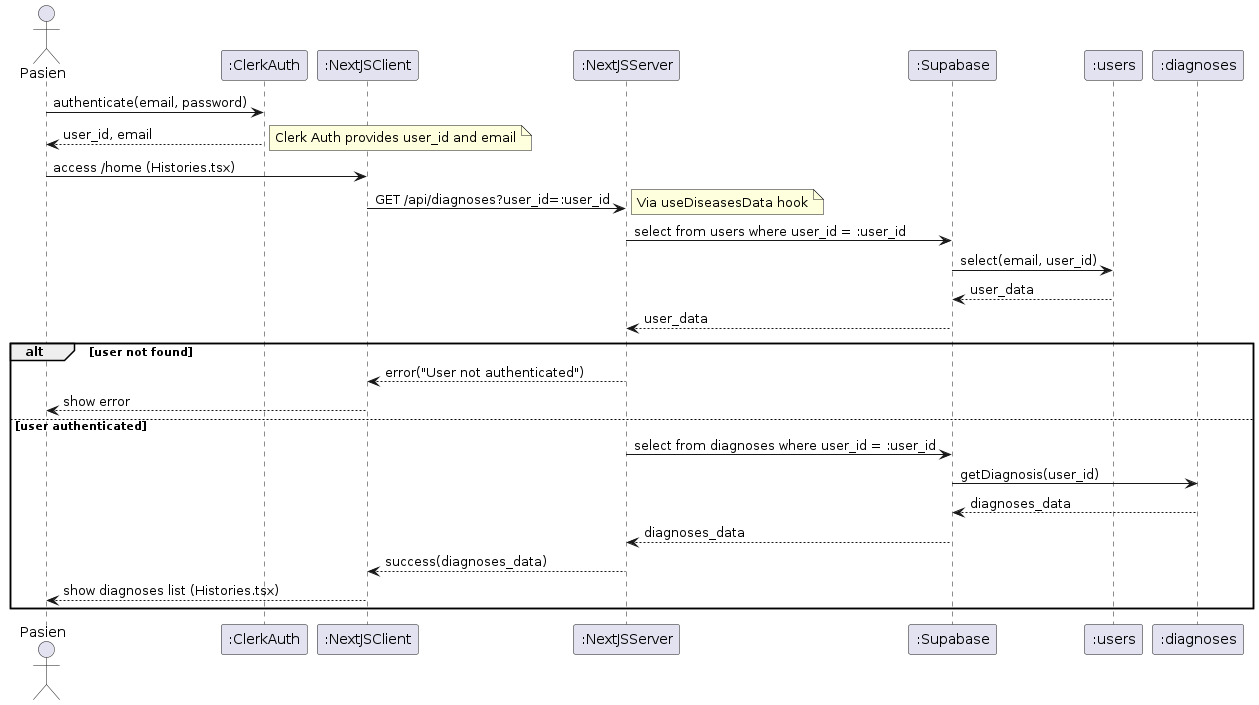 Pasien
:ClerkAuth
:NextJSClient
:NextJSServer
:Supabase
:users
:diagnoses
authenticate(email, password)
user_id, email
Clerk Auth provides user_id and email
access /home (Histories.tsx)
GET /api/diagnoses?user_id=:user_id
Via useDiseasesData hook
select from users where user_id = :user_id
select(email, user_id)
user_data
user_data
alt
[user not found]
error("User not authenticated")
show error
[user authenticated]
select from diagnoses where user_id = :user_id
getDiagnosis(user_id)
diagnoses_data
diagnoses_data
success(diagnoses_data)
show diagnoses list (Histories.tsx)
Pasien
:ClerkAuth
:NextJSClient
:NextJSServer
:Supabase
:users
:diagnoses